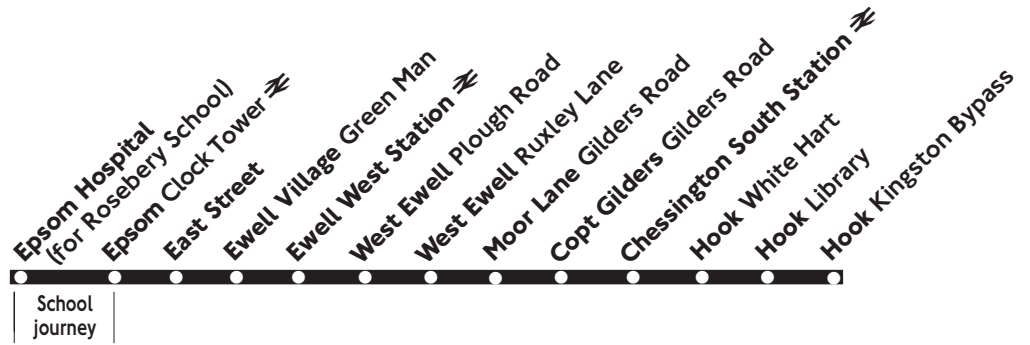 Epsom Hospital
(for Rosebery School)
Epsom Clock Tower
East Street
Ewell Village Green Man
Ewell West Station
West Ewell Plough Road
West Ewell Ruxley Lane
Moor Lane Gilders Road
Copt Gilders Gilders Road
Chessington South Station
Hook White Hart
Hook Library
Hook Kingston Bypass
School
journey